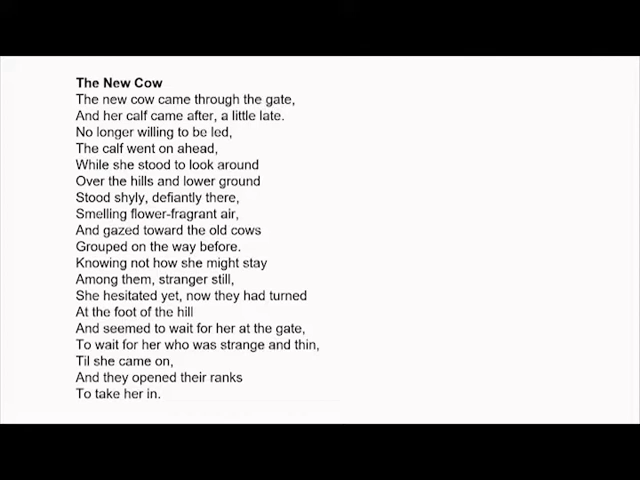 The New Cow
The new cow came through the gate,
And her calf came after, a little late.
No longer willing to be led,
The calf went on ahead,
While she stood to look around
Over the hills and lower ground
Stood shyly, defiantly there,
Smelling flower-fragrant air,
And gazed toward the old cows
Grouped on the way before.
Knowing not how she might stay
Among them, stranger still,
She hesitated yet, now they had turned
At the foot of the hill
And seemed to wait for her at the gate,
To wait for her who was strange and thin,
Til she came on,
And they opened their ranks
To take her in.